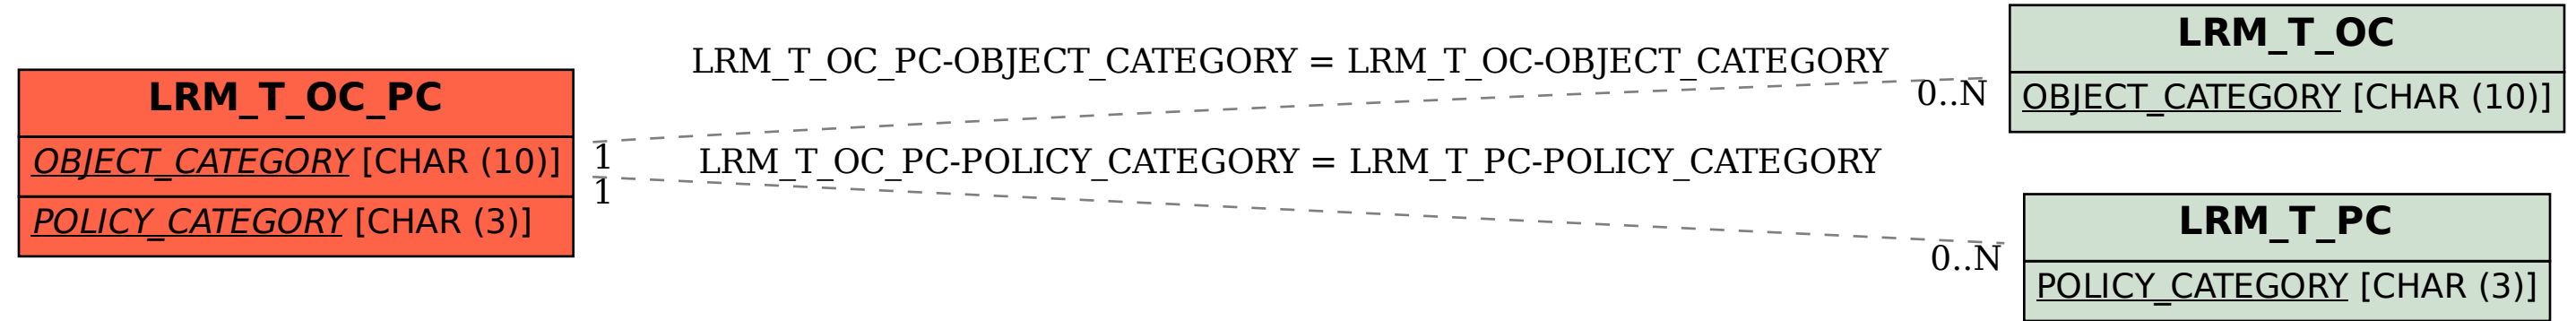 LRM_T_OC_PC
OBJECT_CATEGORY [CHAR (10)]
POLICY_CATEGORY [CHAR (3)]
LRM_T_OC_PC-OBJECT_CATEGORY = LRM_T_OC-OBJECT_CATEGORY
1
0..N
LRM_T_OC_PC-POLICY_CATEGORY = LRM_T_PC-POLICY_CATEGORY
1
0..N
LRM_T_OC
OBJECT_CATEGORY [CHAR (10)]
LRM_T_PC
POLICY_CATEGORY [CHAR (3)]